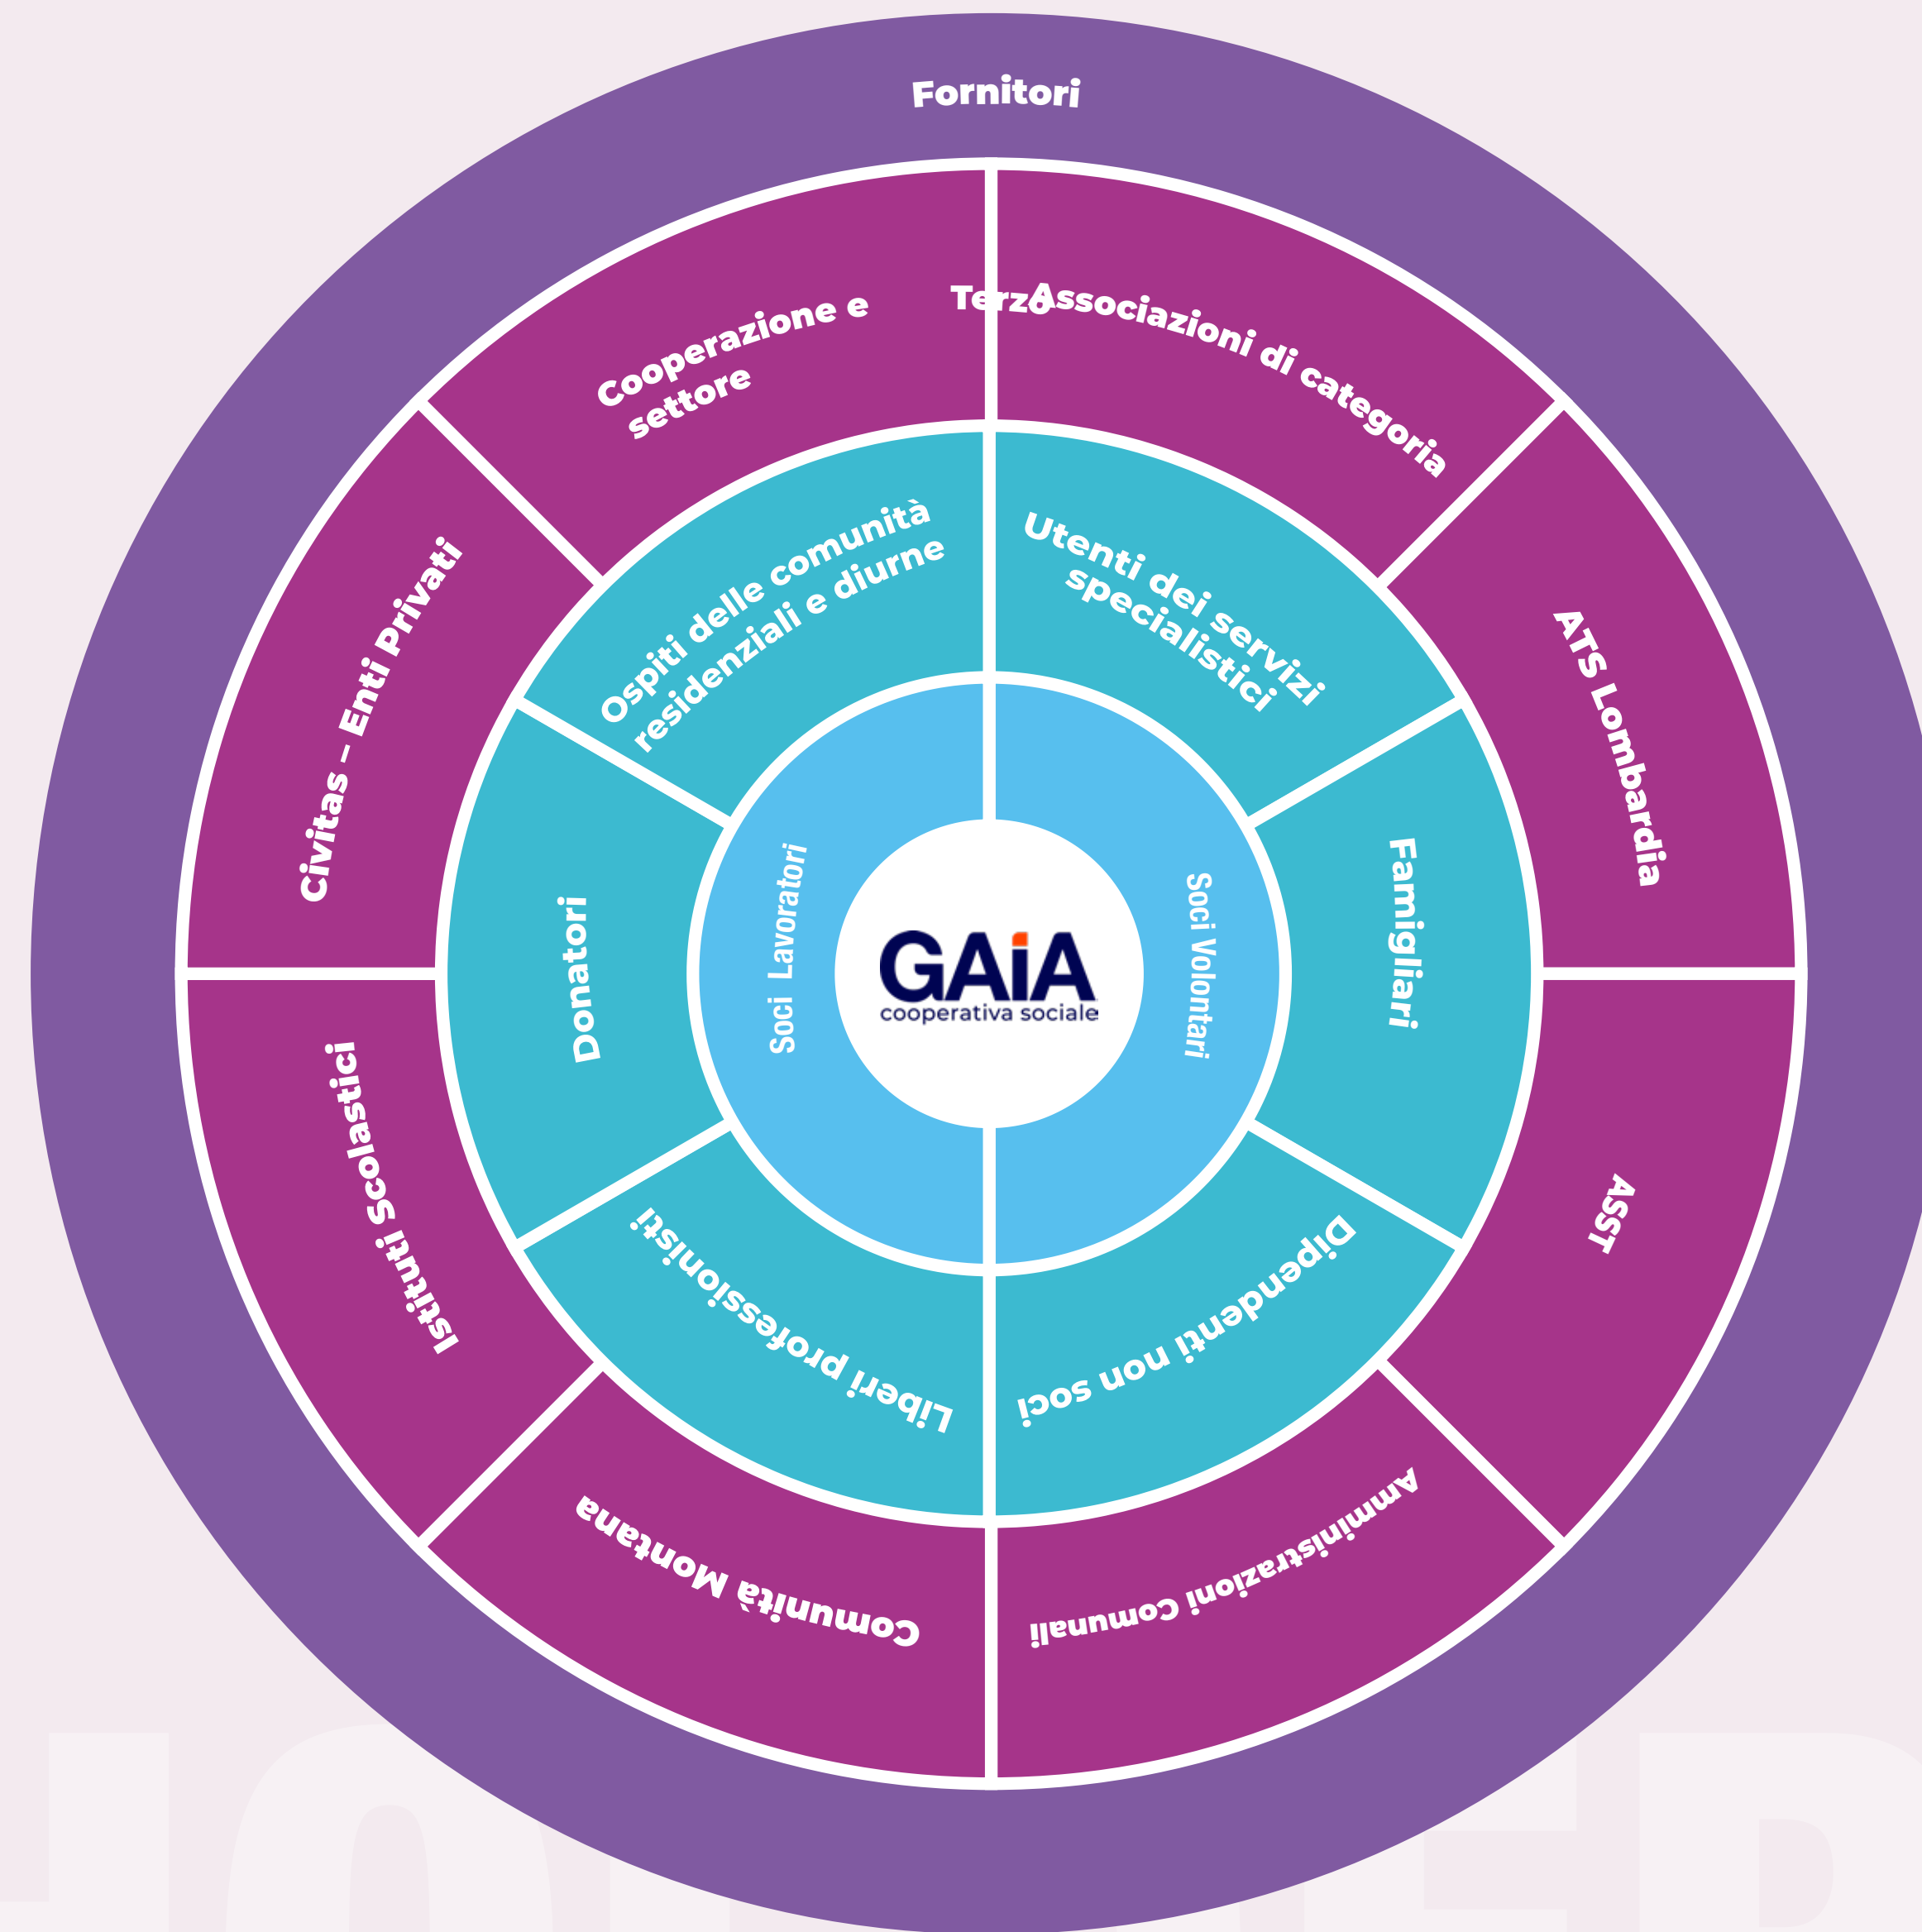 Fornitori
Cooperazione e Terzo
settore
Associazioni di categoria
ATS Lombardia
ASST
Amministrazioni Comunali
Comunità Montana
Istituti Scolastici
Civitas – Enti Privati
Ospiti delle comunità
residenziali e diurne
Utenti dei servizi
specialistici
Famigliari
Dipendenti non soci
Liberi professionisti
Donatori
Soci Lavoratori
Soci Volontari
GAiA
cooperativa sociale